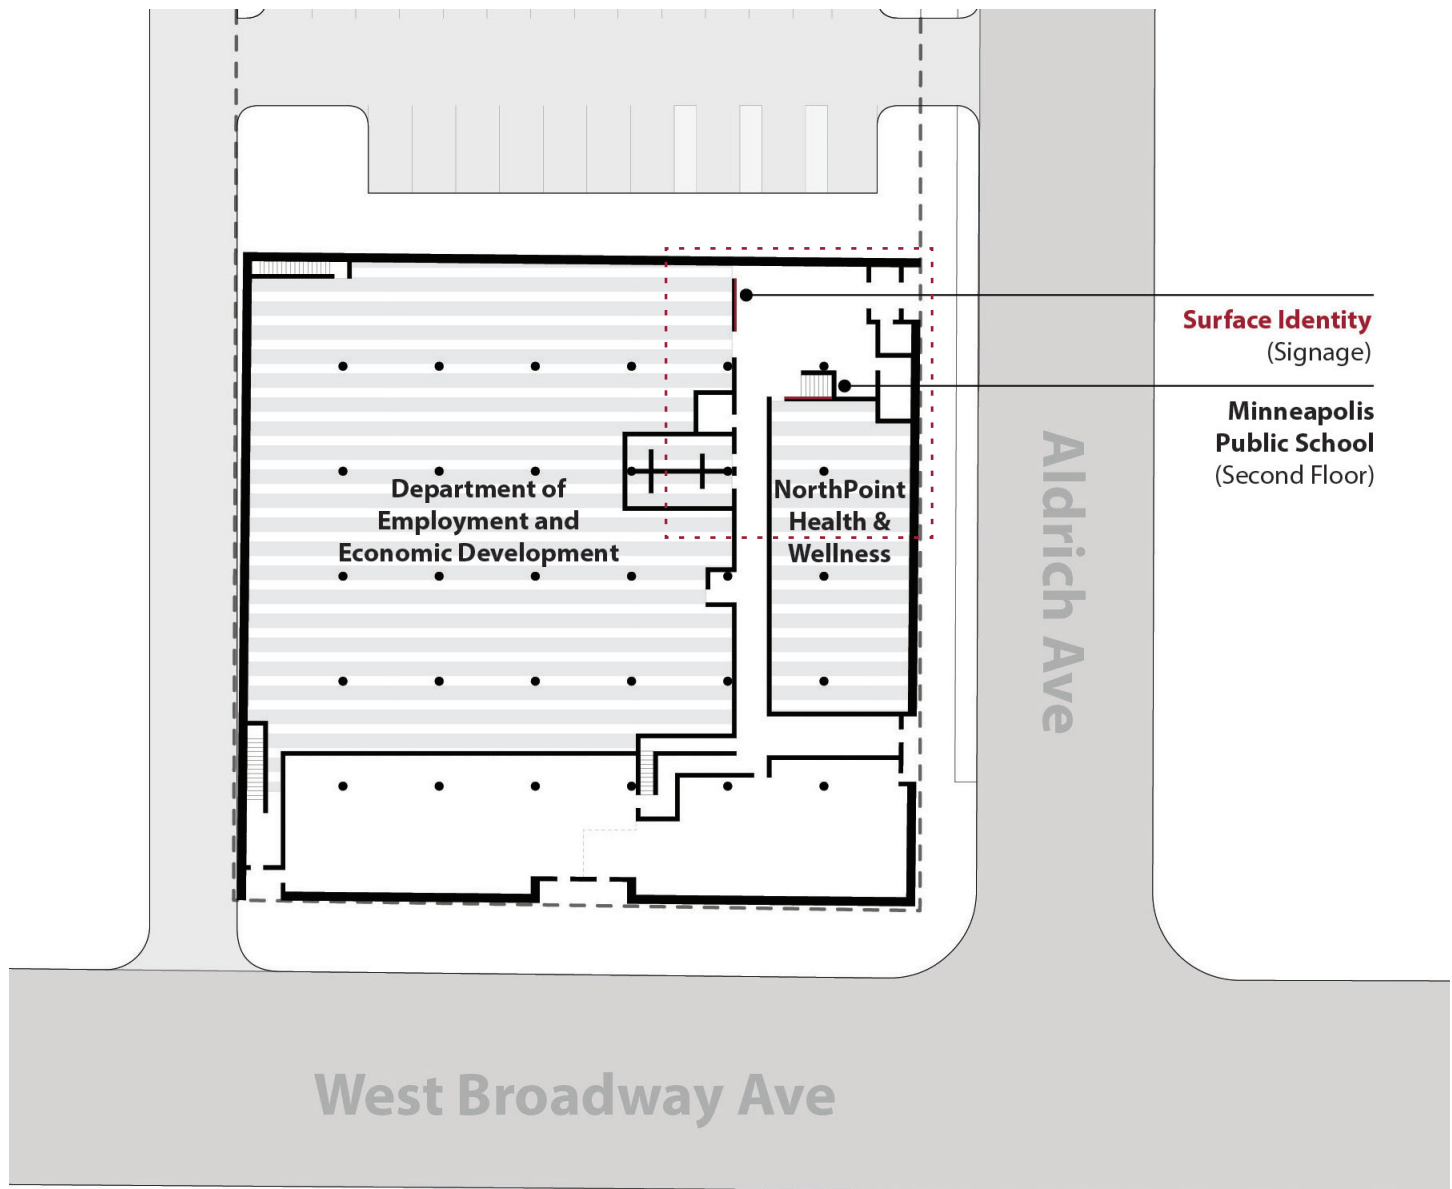 Surface Identity
(Signage)
Minneapolis
Public School
(Second Floor)
Department of
Employment and
Economic Development
NorthPoint
Health &
Wellness
Aldrich Ave
West Broadway Ave